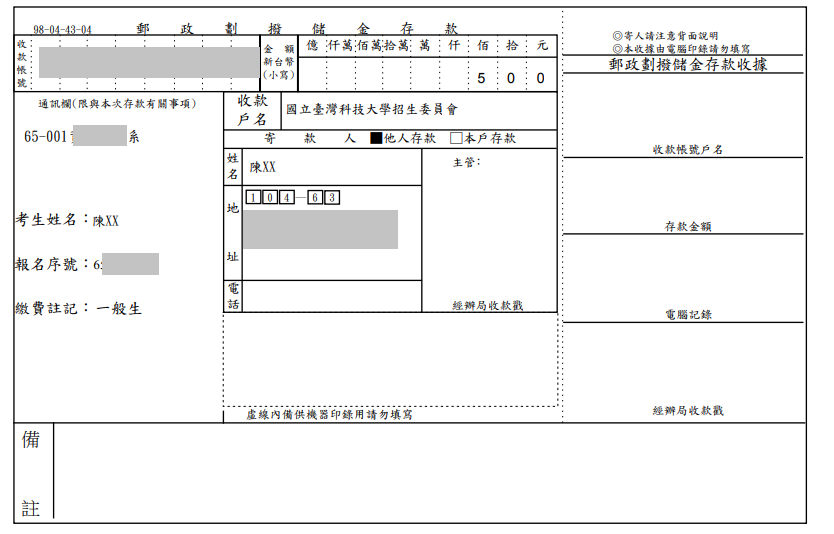 98-04-43-04 郵政劃撥儲金存款
收款帳號
金額新台幣(小寫)
億 仟萬 佰萬 拾萬 萬 仟 佰 拾 元
5 0 0
通訊欄(限與本次存款有關事項)
65-001
系
考生姓名：陳XX
報名序號：6
繳費註記：一般生
收款戶名
國立臺灣科技大學招生委員會
寄款人 ■他人存款 □本戶存款
姓名
陳XX
主管：
地址
104-63
電話
經辦局收款戳
虛線內備供機器印錄用請勿填寫
◎寄人請注意背面說明
◎本收據由電腦印錄請勿填寫
郵政劃撥儲金存款收據
收款帳號戶名
存款金額
電腦記錄
經辦局收款戳
備註